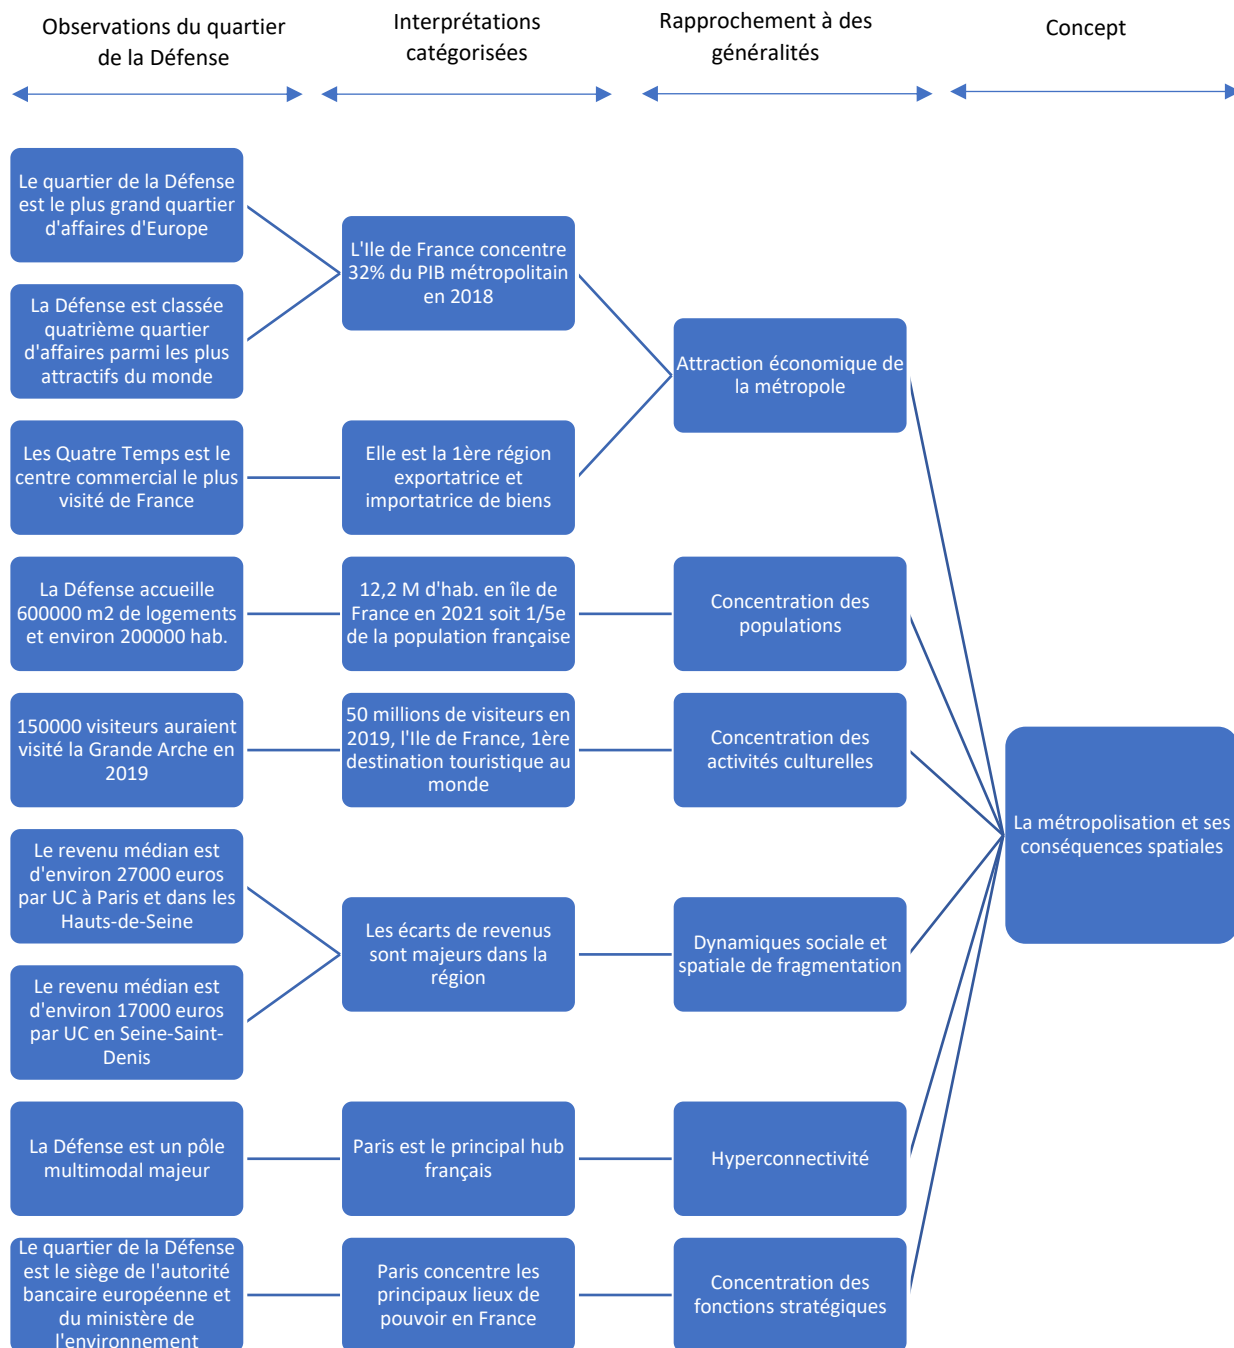 Observations du quartier
de la Défense
Interprétations
catégorisées
Rapprochement à des
généralités
Concept
Le quartier de la Défense
est le plus grand quartier
d'affaires d'Europe
La Défense est classée
quatrième quartier
d'affaires parmi les plus
attractifs du monde
Les Quatre Temps est le
centre commercial le plus
visité de France
La Défense accueille
600000 m2 de logements
et environ 200000 hab.
150000 visiteurs auraient
visité la Grande Arche en
2019
Le revenu médian est
d'environ 27000 euros
par UC à Paris et dans les
Hauts-de-Seine
Le revenu médian est
d'environ 17000 euros
par UC en Seine-Saint-
Denis
La Défense est un pôle
multimodal majeur
Le quartier de la Défense
est le siège de l'autorité
bancaire européenne et
du ministère de
l'environnement
L'Ile de France concentre
32% du PIB métropolitain
en 2018
Elle est la 1ère région
exportatrice et
importatrice de biens
12,2 M d'hab. en île de
France en 2021 soit 1/5e
de la population française
50 millions de visiteurs en
2019, l'Ile de France, 1ère
destination touristique au
monde
Les écarts de revenus
sont majeurs dans la
région
Paris est le principal hub
français
Paris concentre les
principaux lieux de
pouvoir en France
Attraction économique de
la métropole
Concentration des
populations
Concentration des
activités culturelles
Dynamiques sociale et
spatiale de fragmentation
Hyperconnectivité
Concentration des
fonctions stratégiques
La métropolisation et ses
conséquences spatiales